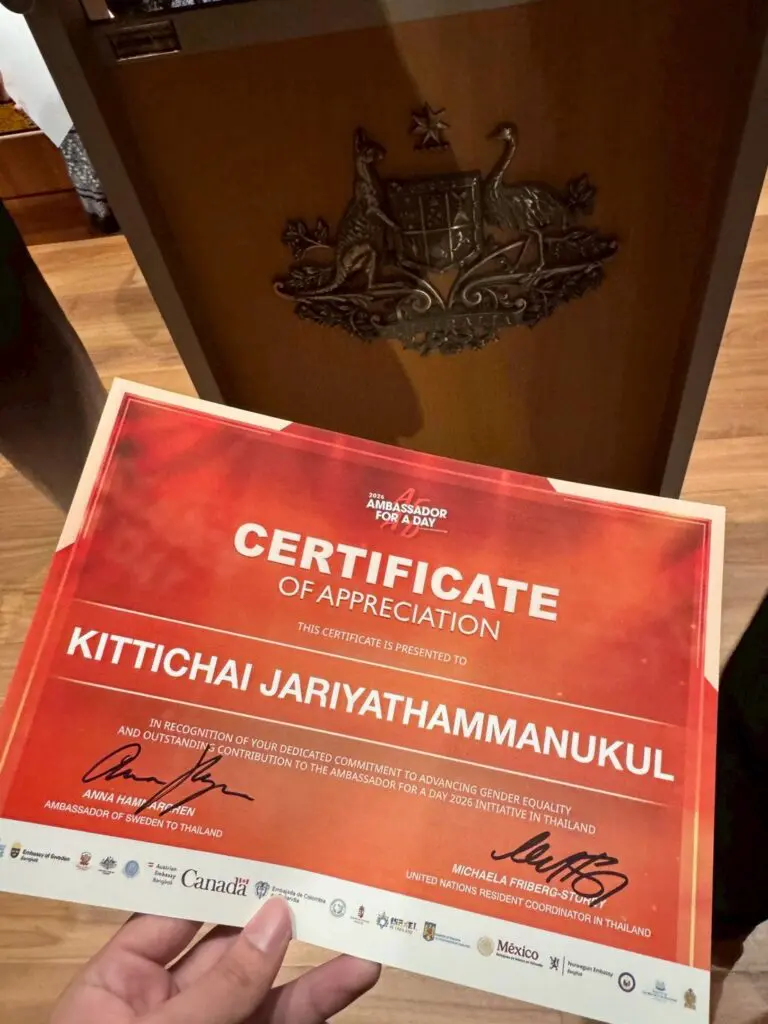 2026
AMBASSADOR
FOR A DAY
CERTIFICATE
OF APPRECIATION
THIS CERTIFICATE IS PRESENTED TO
KITTICHAI JARIYATHAMMANUKUL
IN RECOGNITION OF YOUR DEDICATED COMMITMENT TO ADVANCING GENDER EQUALITY
AND OUTSTANDING CONTRIBUTION TO THE AMBASSADOR FOR A DAY 2026 INITIATIVE IN THAILAND
ANNA HAMMARGREN
AMBASSADOR OF SWEDEN TO THAILAND
MICHAELA FRIBERG-STOREY
UNITED NATIONS RESIDENT COORDINATOR IN THAILAND
Embassy of Sweden
Bangkok
Austrian
Embassy
Bangkok
Canada
Embajada de Colombia
ISRAEL
México
Norwegian Embassy
Bangkok